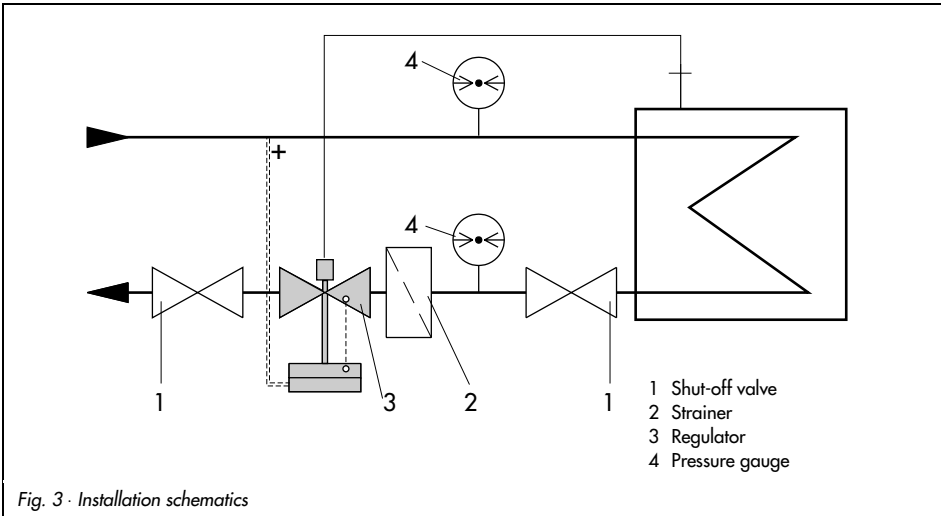 4
+
4
1
3
2
1
1 Shut-off valve
2 Strainer
3 Regulator
4 Pressure gauge
Fig. 3 · Installation schematics